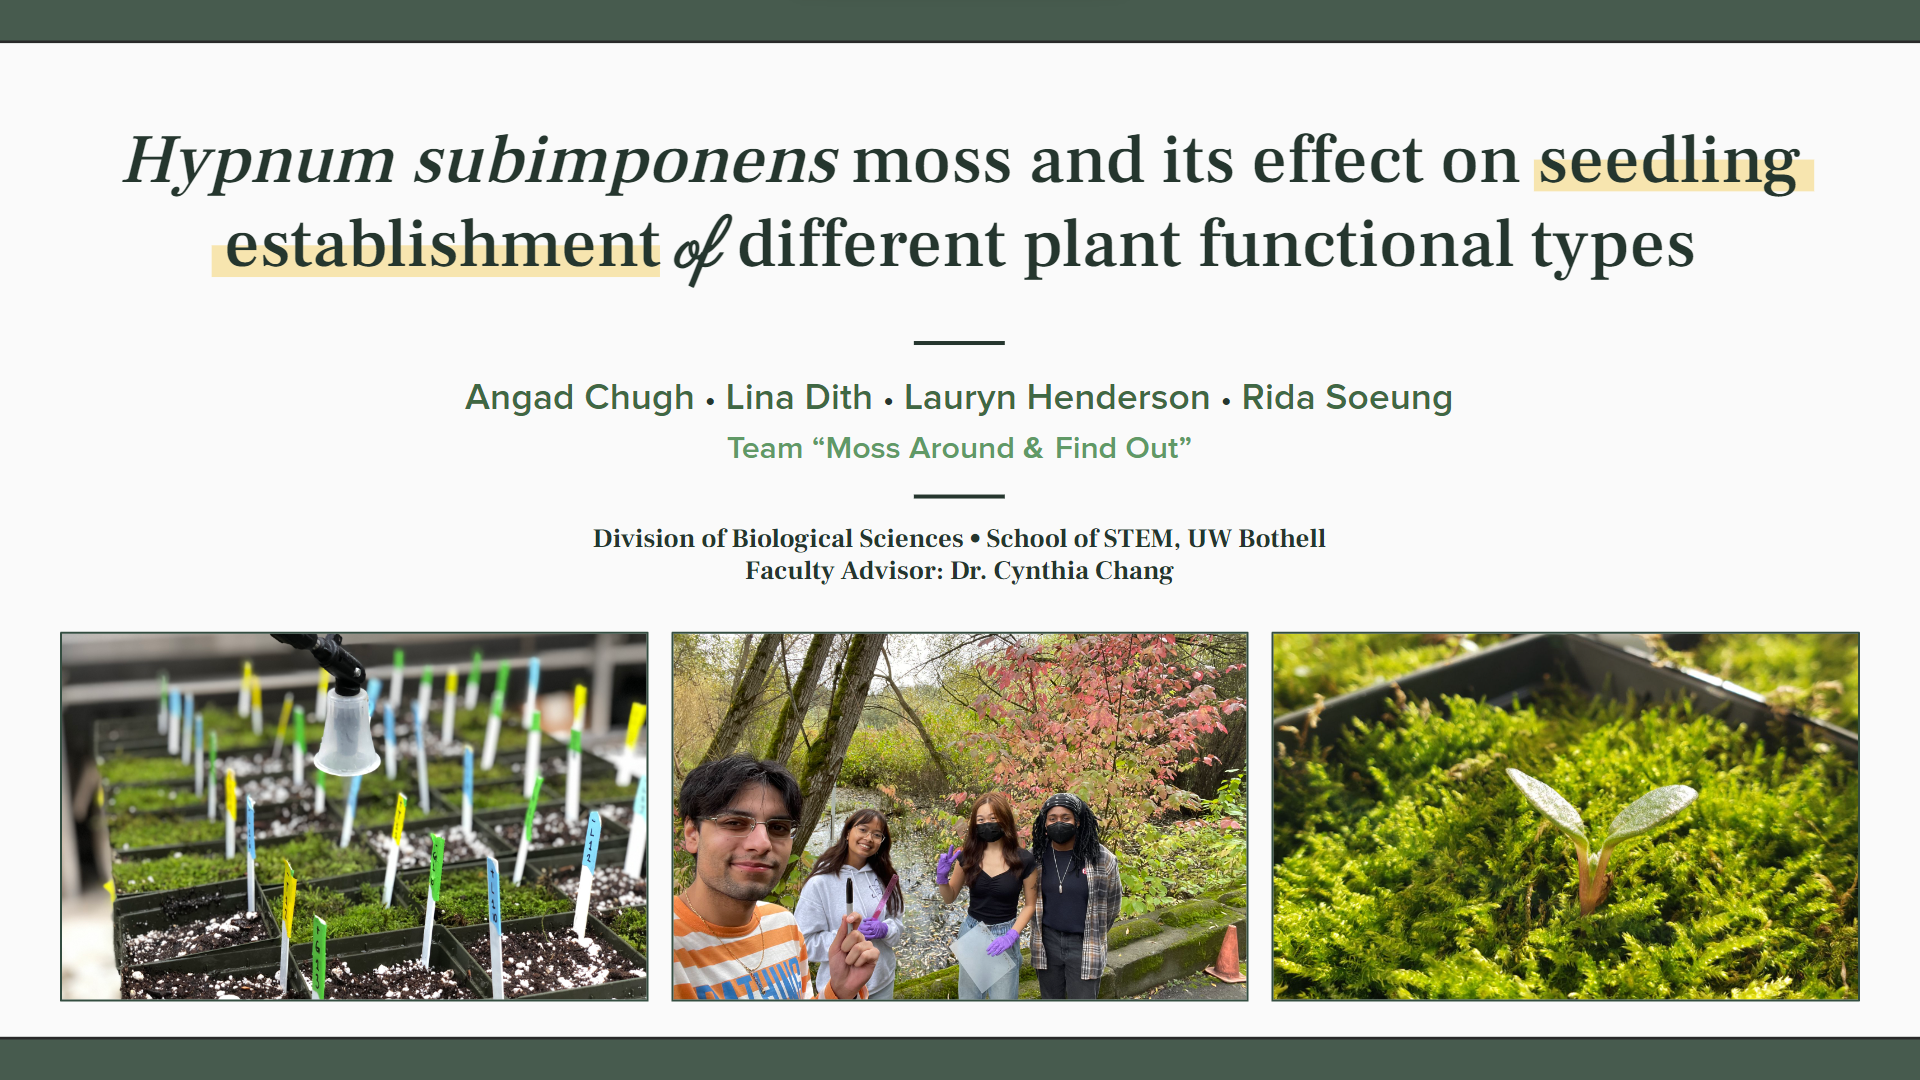 Hypnum subimponens moss and its effect on seedling
establishment of different plant functional types
Angad Chugh • Lina Dith • Lauryn Henderson • Rida Soeung
Team “Moss Around & Find Out”
Division of Biological Sciences • School of STEM, UW Bothell
Faculty Advisor: Dr. Cynthia Chang